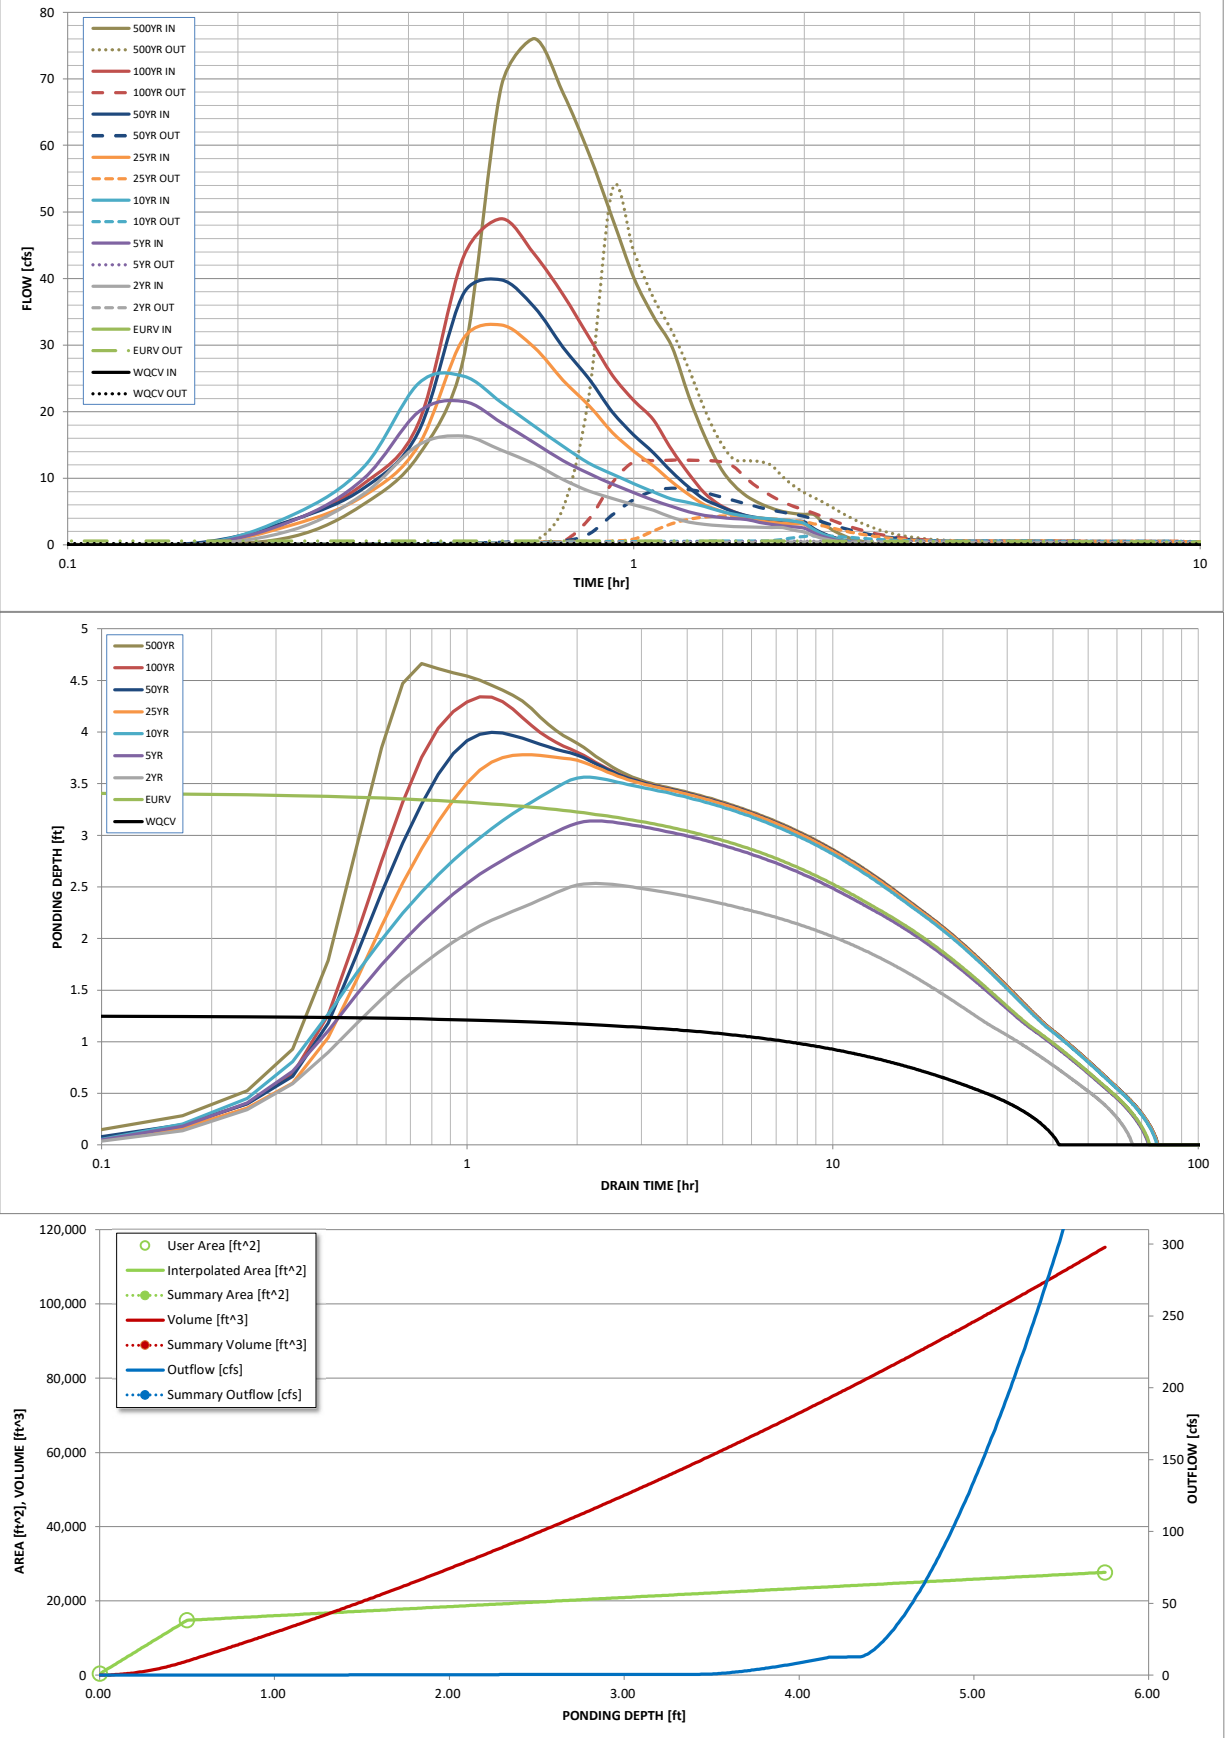 80
70
60
50
40
30
20
10
0
FLOW [cfs]
500YR IN
500YR OUT
100YR IN
100YR OUT
50YR IN
50YR OUT
25YR IN
25YR OUT
10YR IN
10YR OUT
5YR IN
5YR OUT
2YR IN
2YR OUT
EURV IN
EURV OUT
WQCV IN
WQCV OUT
0.1 1 10
TIME [hr]
5
4.5
4
3.5
3
2.5
2
1.5
1
0.5
0
PONDING DEPTH [ft]
500YR
100YR
50YR
25YR
10YR
5YR
2YR
EURV
WQCV
0.1 1 10 100
DRAIN TIME [hr]
120,000
100,000
80,000
60,000
40,000
20,000
0
AREA [ft^2], VOLUME [ft^3]
User Area [ft^2]
Interpolated Area [ft^2]
Summary Area [ft^2]
Volume [ft^3]
Summary Volume [ft^3]
Outflow [cfs]
Summary Outflow [cfs]
300
250
200
150
100
50
0
OUTFLOW [cfs]
0.00 1.00 2.00 3.00 4.00 5.00 6.00
PONDING DEPTH [ft]